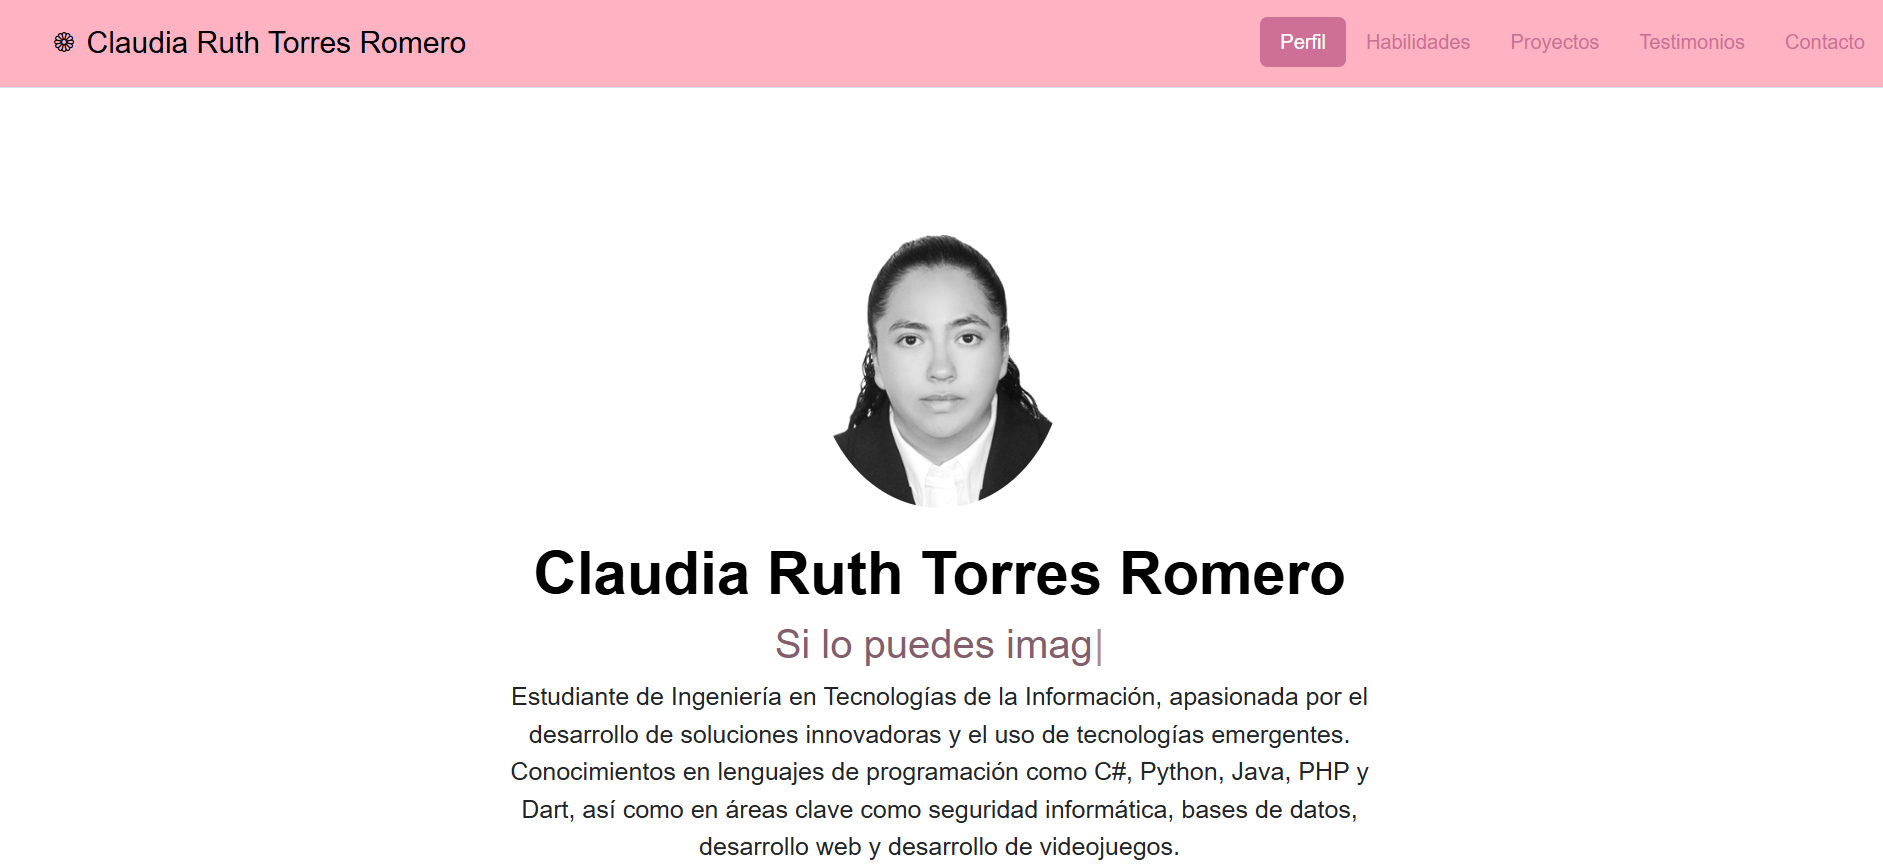 ❁ Claudia Ruth Torres Romero
Perfil Habilidades Proyectos Testimonios Contacto
Claudia Ruth Torres Romero
Si lo puedes imag|
Estudiante de Ingeniería en Tecnologías de la Información, apasionada por el
desarrollo de soluciones innovadoras y el uso de tecnologías emergentes.
Conocimientos en lenguajes de programación como C#, Python, Java, PHP y
Dart, así como en áreas clave como seguridad informática, bases de datos,
desarrollo web y desarrollo de videojuegos.